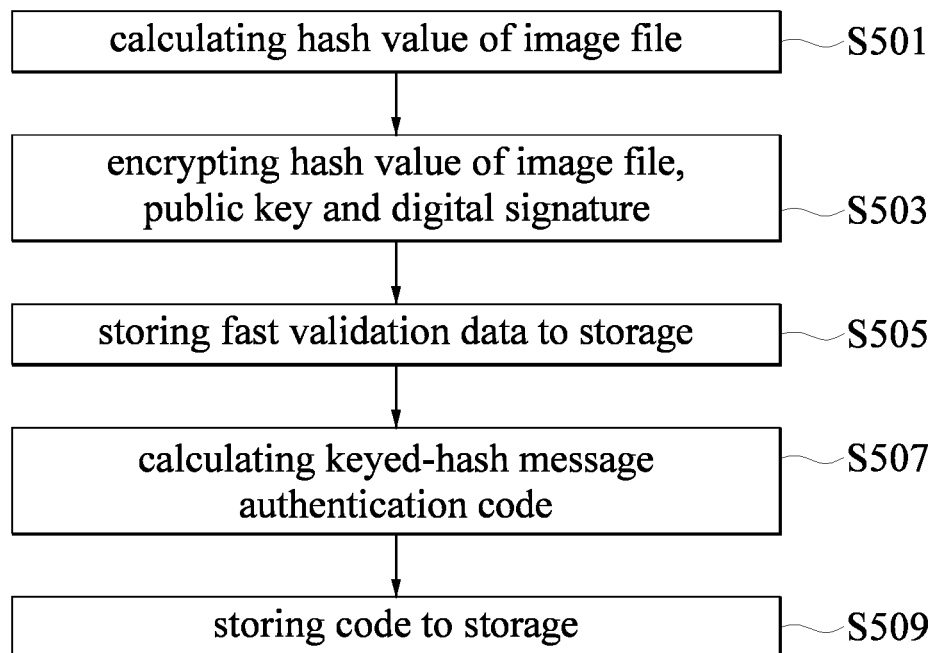 calculating hash value of image file
S501
encrypting hash value of image file,
public key and digital signature
S503
storing fast validation data to storage
S505
calculating keyed-hash message
authentication code
S507
storing code to storage
S509